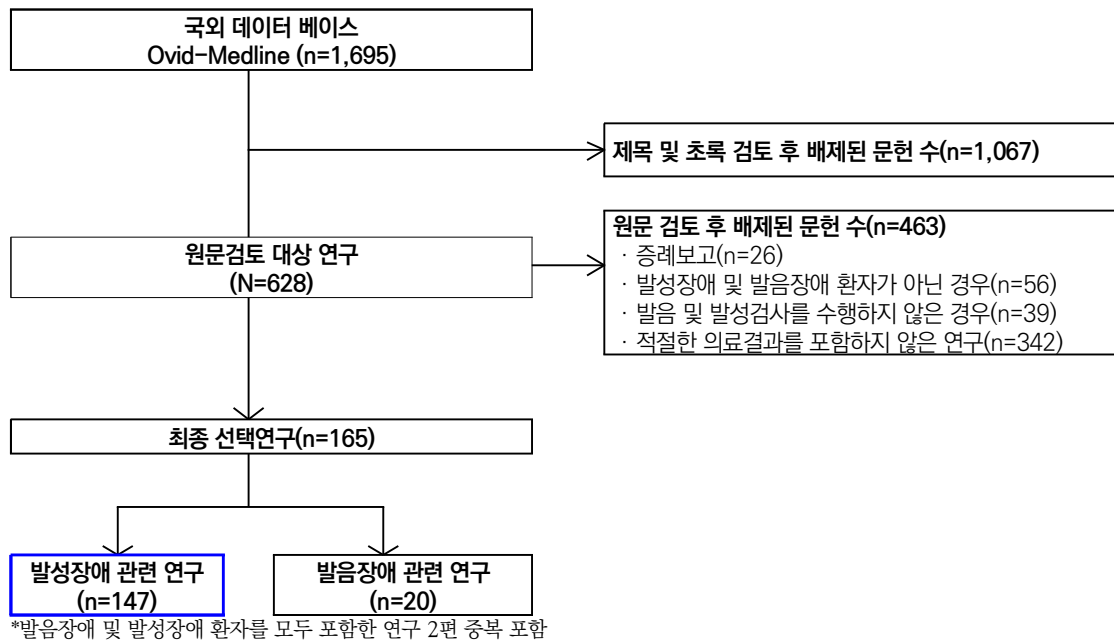 국외 데이터 베이스
Ovid-Medline (n=1,695)
제목 및 초록 검토 후 배제된 문헌 수(n=1,067)
원문검토 대상 연구
(N=628)
원문 검토 후 배제된 문헌 수(n=463)
· 증례보고(n=26)
· 발성장애 및 발음장애 환자가 아닌 경우(n=56)
· 발음 및 발성검사를 수행하지 않은 경우(n=39)
· 적절한 의료결과를 포함하지 않은 연구(n=342)
최종 선택연구(n=165)
발성장애 관련 연구
(n=147)
발음장애 관련 연구
(n=20)
*발음장애 및 발성장애 환자를 모두 포함한 연구 2편 중복 포함